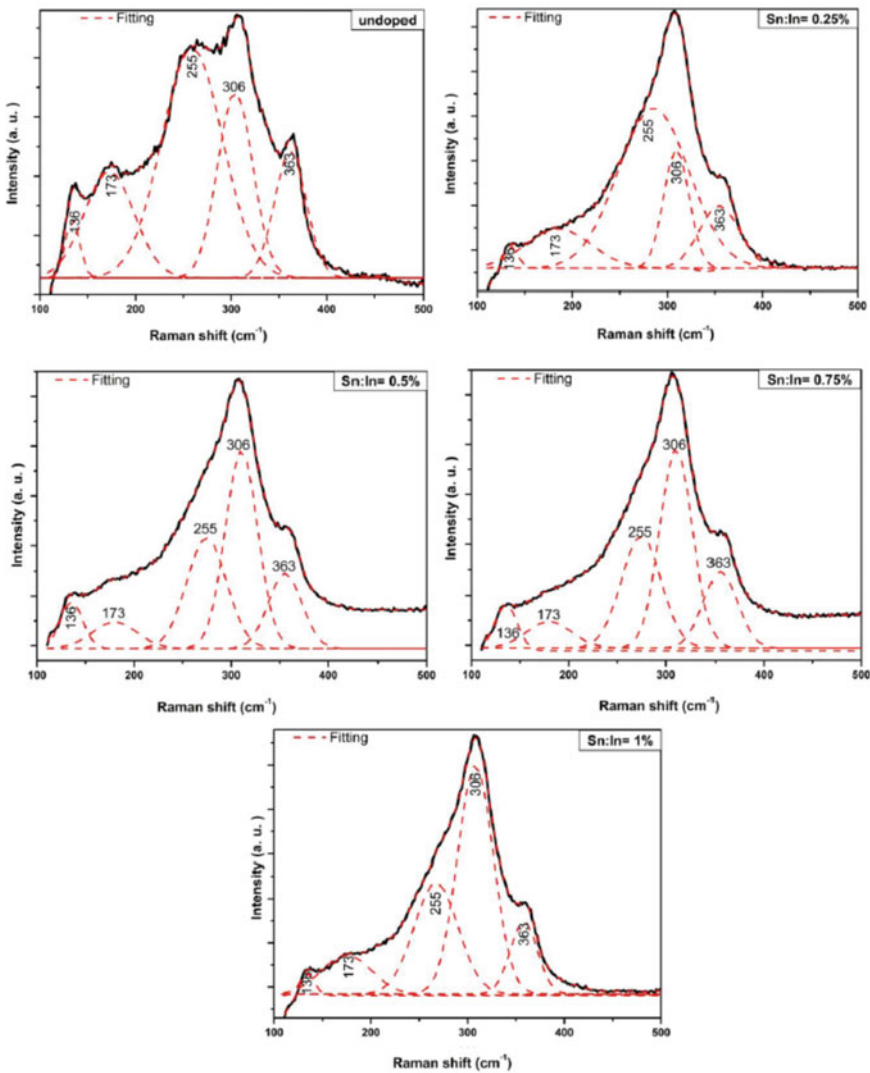 Fitting
undoped
136
173
255
306
363
Intensity (a. u. )
100 200 300 400 500
Raman shift (cm-1)
Fitting
Sn:In= 0.25%
136
173
255
306
363
Intensity (a. u. )
100 200 300 400 500
Raman shift (cm-1)
Fitting
Sn:In= 0.5%
136
173
255
306
363
Intensity (a. u. )
100 200 300 400 500
Raman shift (cm-1)
Fitting
Sn:In= 0.75%
136
173
255
306
363
Intensity (a. u. )
100 200 300 400 500
Raman shift (cm-1)
Fitting
Sn:In= 1%
136
173
255
306
363
Intensity (a. u. )
100 200 300 400 500
Raman shift (cm-1)